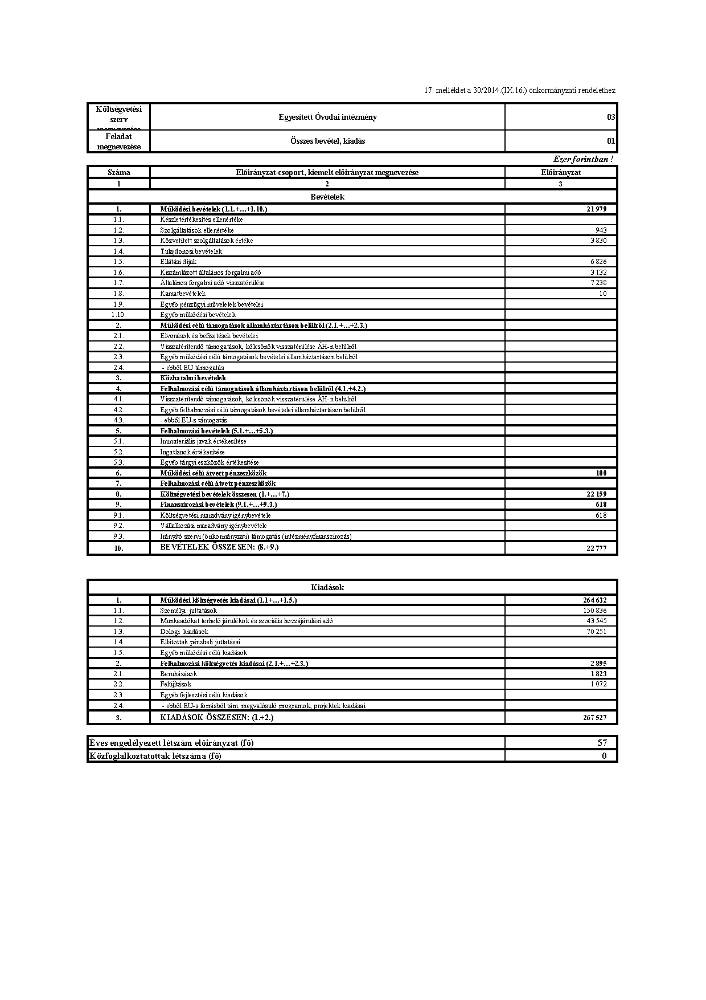 17. melléklet a 30/2014.(IX.16.) önkormányzati rendelethez
Költségvetési szerv megnevezése Egyesített Óvodai intézmény 03
Feladat megnevezése Összes bevétel, kiadás 01
Ezer forintban !
Száma Előirányzat-csoport, kiemelt előirányzat megnevezése Előirányzat
1 2 3
Bevételek
1. Működési bevételek (1.1.+…+1.10.) 21 979
1.1. Készletértékesítés ellenértéke
1.2. Szolgáltatások ellenértéke 943
1.3. Közvetített szolgáltatások értéke 3 830
1.4. Tulajdonosi bevételek
1.5. Ellátási díjak 6 826
1.6. Kiszámlázott általános forgalmi adó 3 132
1.7. Általános forgalmi adó visszatérülése 7 238
1.8. Kamatbevételek 10
1.9. Egyéb pénzügyi műveletek bevételei
1.10. Egyéb működési bevételek
2. Működési célú támogatások államháztartáson belülről (2.1.+…+2.3.)
2.1. Elvonások és befizetések bevételei
2.2. Visszatérítendő támogatások, kölcsönök visszatérülése ÁH-n belülről
2.3. Egyéb működési célú támogatások bevételei államháztartáson belülről
2.4. - ebből EU támogatás
3. Közhatalmi bevételek
4. Felhalmozási célú támogatások államháztartáson belülről (4.1.+4.2.)
4.1. Visszatérítendő támogatások, kölcsönök visszatérülése ÁH-n belülről
4.2. Egyéb felhalmozási célú támogatások bevételei államháztartáson belülről
4.3. - ebből EU-s támogatás
5. Felhalmozási bevételek (5.1.+…+5.3.)
5.1. Immateriális javak értékesítése
5.2. Ingatlanok értékesítése
5.3. Egyéb tárgyi eszközök értékesítése
6. Működési célú átvett pénzeszközök 180
7. Felhalmozási célú átvett pénzeszközök
8. Költségvetési bevételek összesen (1.+…+7.) 22 159
9. Finanszírozási bevételek (9.1.+…+9.3.) 618
9.1. Költségvetési maradvány igénybevétele 618
9.2. Vállalkozási maradvány igénybevétele
9.3. Irányító szervi (önkormányzati) támogatás (intézményfinanszírozás)
10. BEVÉTELEK ÖSSZESEN: (8.+9.) 22 777
Kiadások
1. Működési költségvetés kiadásai (1.1+…+1.5.) 264 632
1.1. Személyi juttatások 150 836
1.2. Munkaadókat terhelő járulékok és szociális hozzájárulási adó 43 545
1.3. Dologi kiadások 70 251
1.4. Ellátottak pénzbeli juttatásai
1.5. Egyéb működési célú kiadások
2. Felhalmozási költségvetés kiadásai (2.1.+…+2.3.) 2 895
2.1. Beruházások 1 823
2.2. Felújítások 1 072
2.3. Egyéb fejlesztési célú kiadások
2.4. - ebből EU-s forrásból tám. megvalósuló programok, projektek kiadásai
3. KIADÁSOK ÖSSZESEN: (1.+2.) 267 527
Éves engedélyezett létszám előirányzat (fő) 57
Közfoglalkoztatottak létszáma (fő) 0